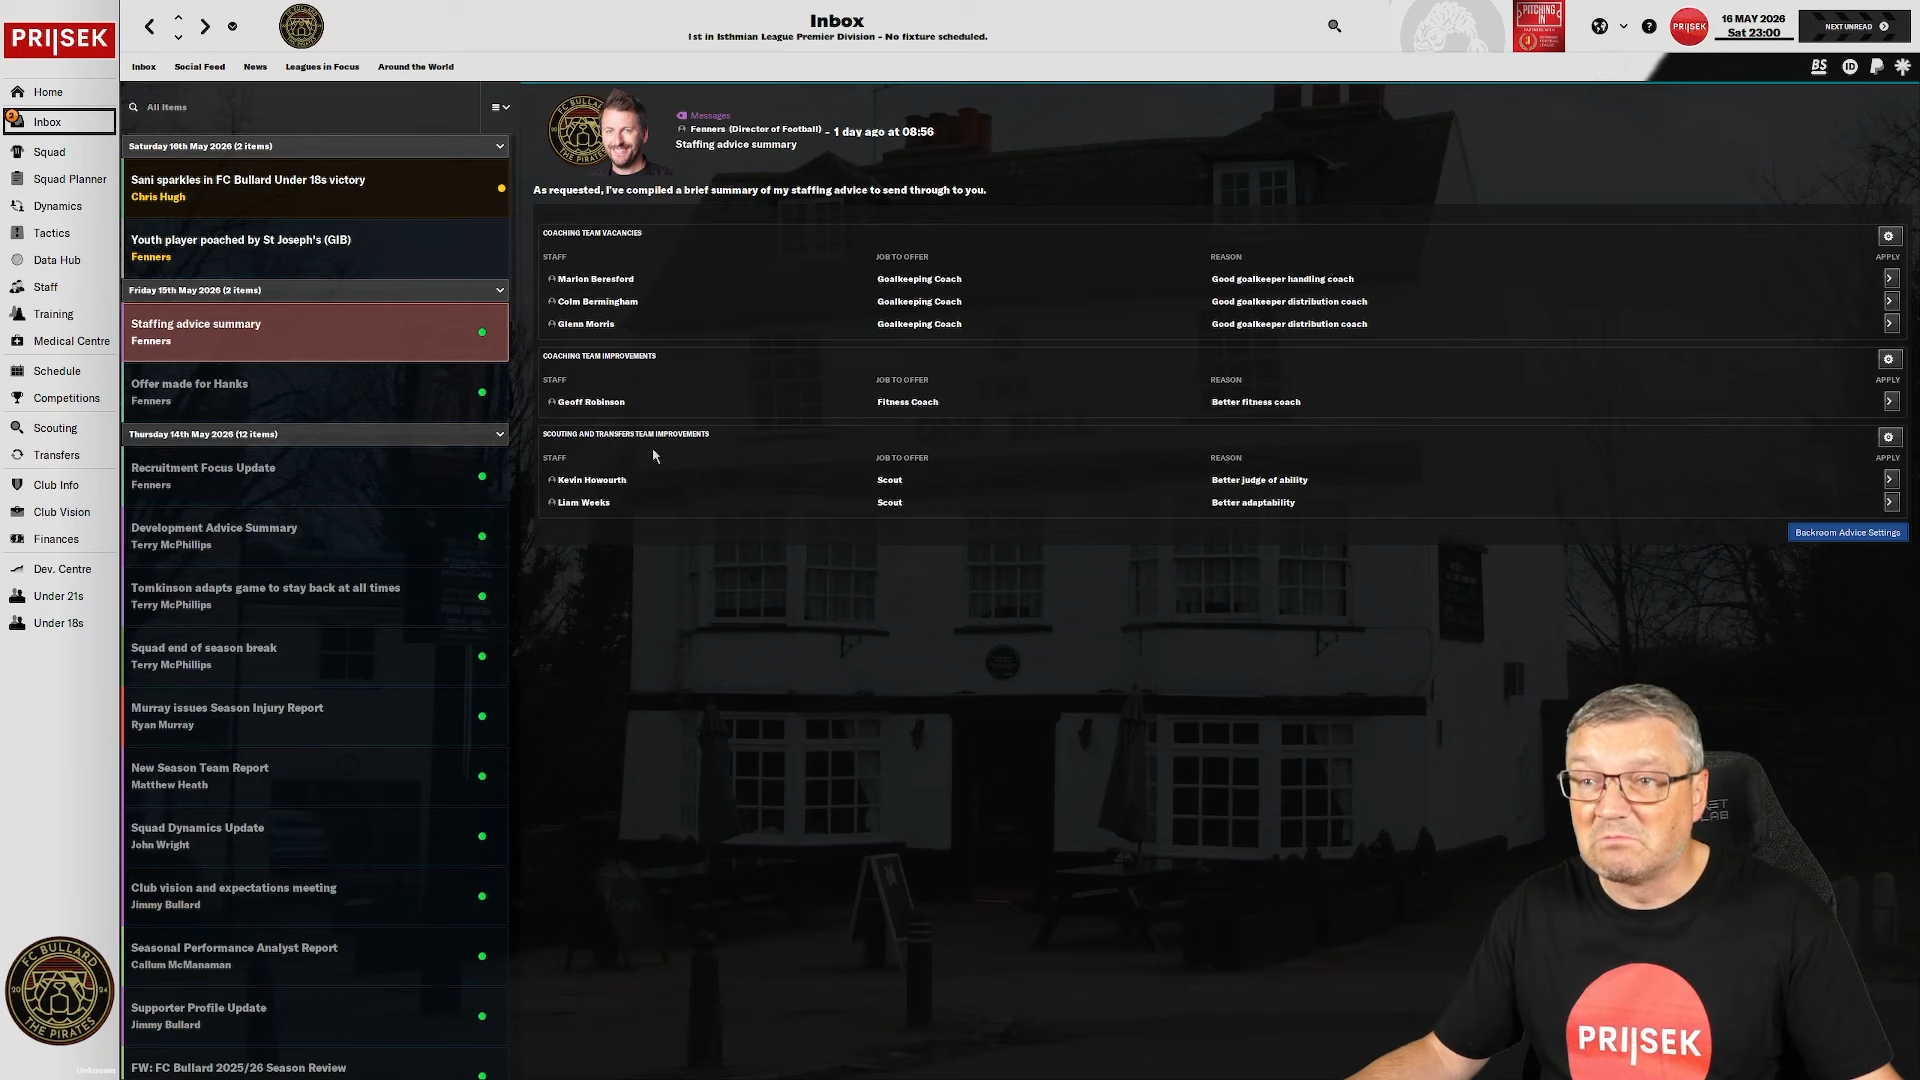 PRIJSEK
Inbox
1st in Isthmian League Premier Division - No fixture scheduled.
PITCHING IN
PRIJSEK
16 MAY 2026
Sat 23:00
NEXT UNREAD
Inbox
Social Feed
News
Leagues in Focus
Around the World
BS
ID
Home
2
Inbox
Squad
Squad Planner
Dynamics
Tactics
Data Hub
Staff
Training
Medical Centre
Schedule
Competitions
Scouting
Transfers
Club Info
Club Vision
Finances
Dev. Centre
Under 21s
Under 18s
FC BULLARD
20 24
THE PIRATES
Unknown
All Items
Saturday 16th May 2026 (2 items)
Sani sparkles in FC Bullard Under 18s victory
Chris Hugh
Youth player poached by St Joseph's (GIB)
Fenners
Friday 15th May 2026 (2 items)
Staffing advice summary
Fenners
Offer made for Hanks
Fenners
Thursday 14th May 2026 (12 items)
Recruitment Focus Update
Fenners
Development Advice Summary
Terry McPhillips
Tomkinson adapts game to stay back at all times
Terry McPhillips
Squad end of season break
Terry McPhillips
Murray issues Season Injury Report
Ryan Murray
New Season Team Report
Matthew Heath
Squad Dynamics Update
John Wright
Club vision and expectations meeting
Jimmy Bullard
Seasonal Performance Analyst Report
Callum McManaman
Supporter Profile Update
Jimmy Bullard
FW: FC Bullard 2025/26 Season Review
Messages
Fenners (Director of Football) - 1 day ago at 08:56
Staffing advice summary
As requested, I've compiled a brief summary of my staffing advice to send through to you.
COACHING TEAM VACANCIES
STAFF JOB TO OFFER REASON APPLY
Marlon Beresford Goalkeeping Coach Good goalkeeper handling coach
Colm Bermingham Goalkeeping Coach Good goalkeeper distribution coach
Glenn Morris Goalkeeping Coach Good goalkeeper distribution coach
COACHING TEAM IMPROVEMENTS
STAFF JOB TO OFFER REASON APPLY
Geoff Robinson Fitness Coach Better fitness coach
SCOUTING AND TRANSFERS TEAM IMPROVEMENTS
STAFF JOB TO OFFER REASON APPLY
Kevin Howourth Scout Better judge of ability
Liam Weeks Scout Better adaptability
Backroom Advice Settings
PRIJSEK